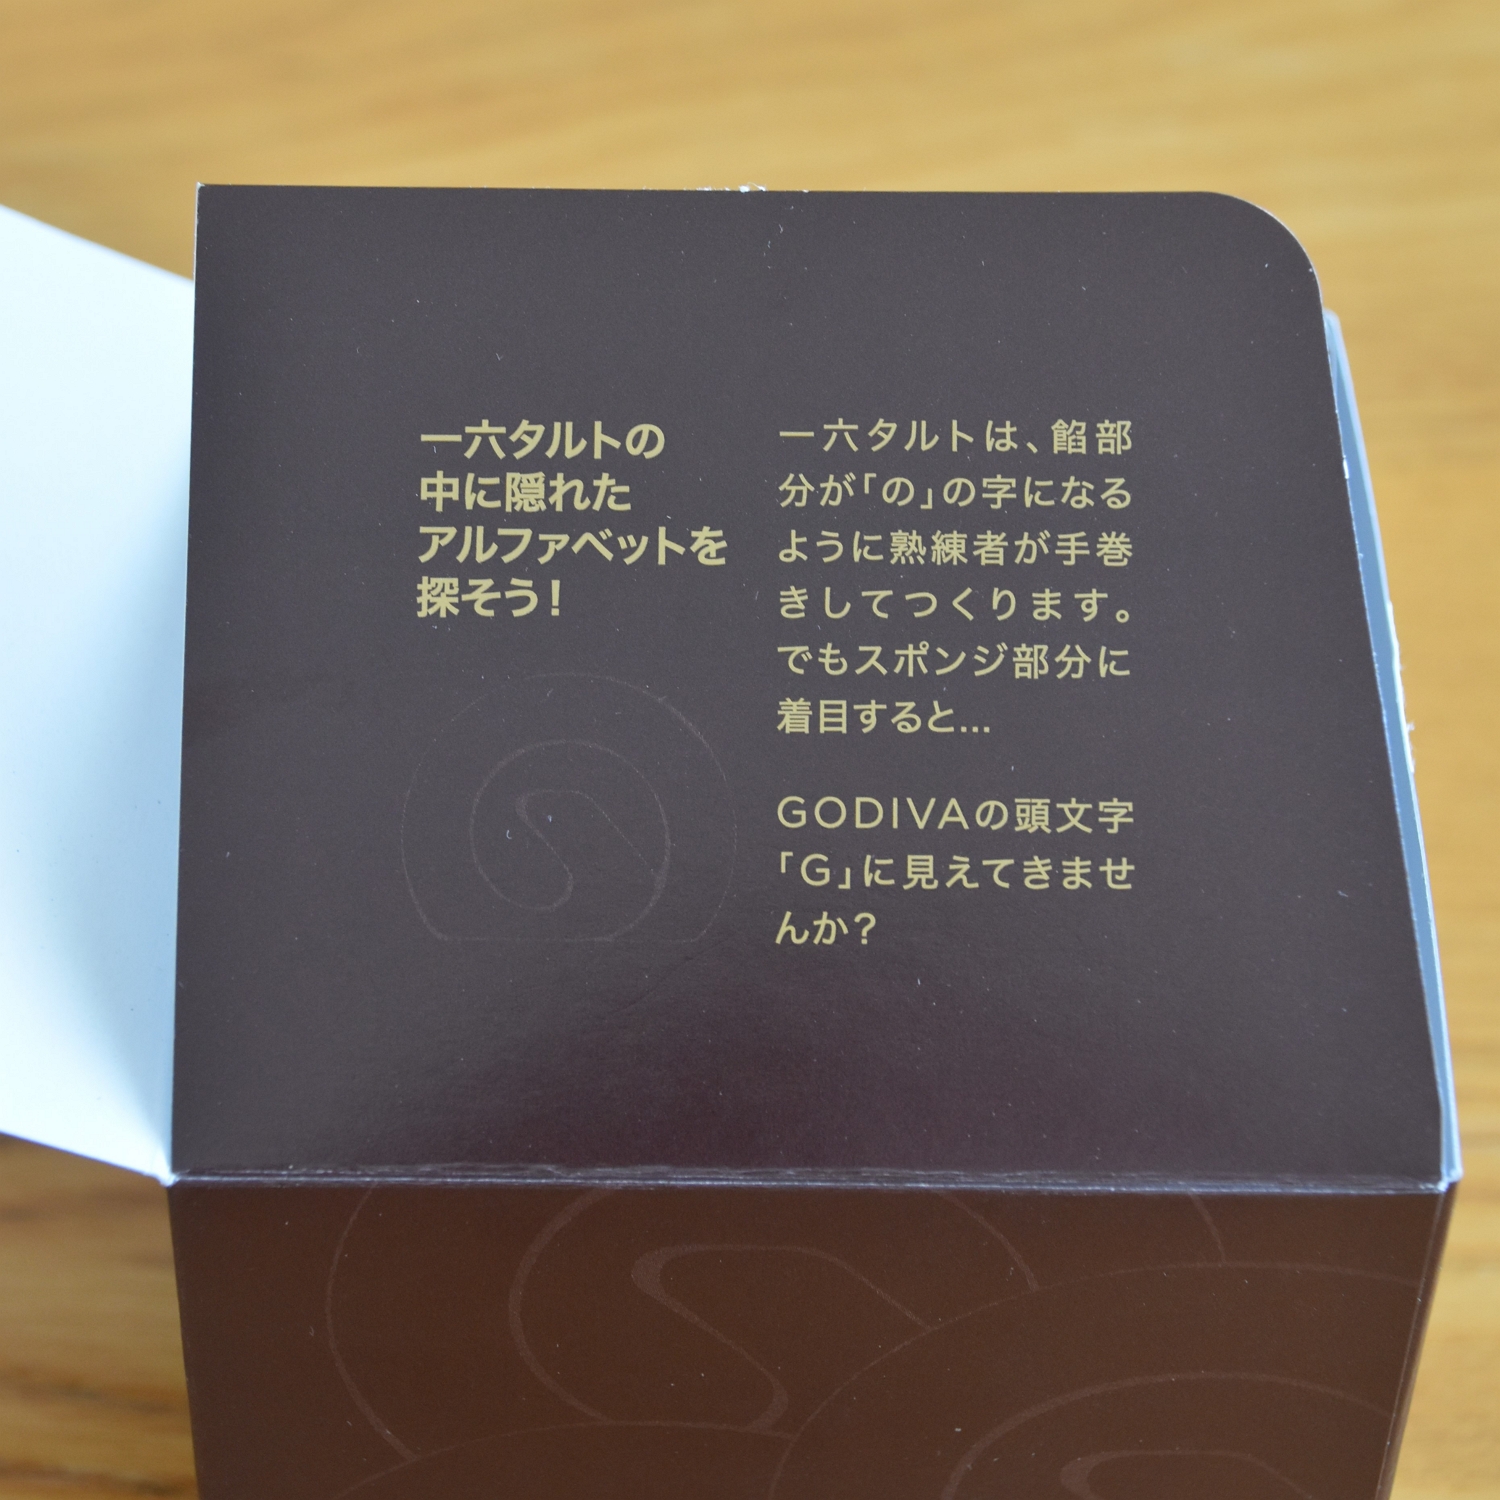 一六タルトの
中に隠れた
アルファベットを
探そう!
一六タルトは、餡部
分が「の」の字になる
ように熟練者が手巻
きしてつくります。
でもスポンジ部分に
着目すると…
GODIVAの頭文字
「G」に見えてきませ
んか?